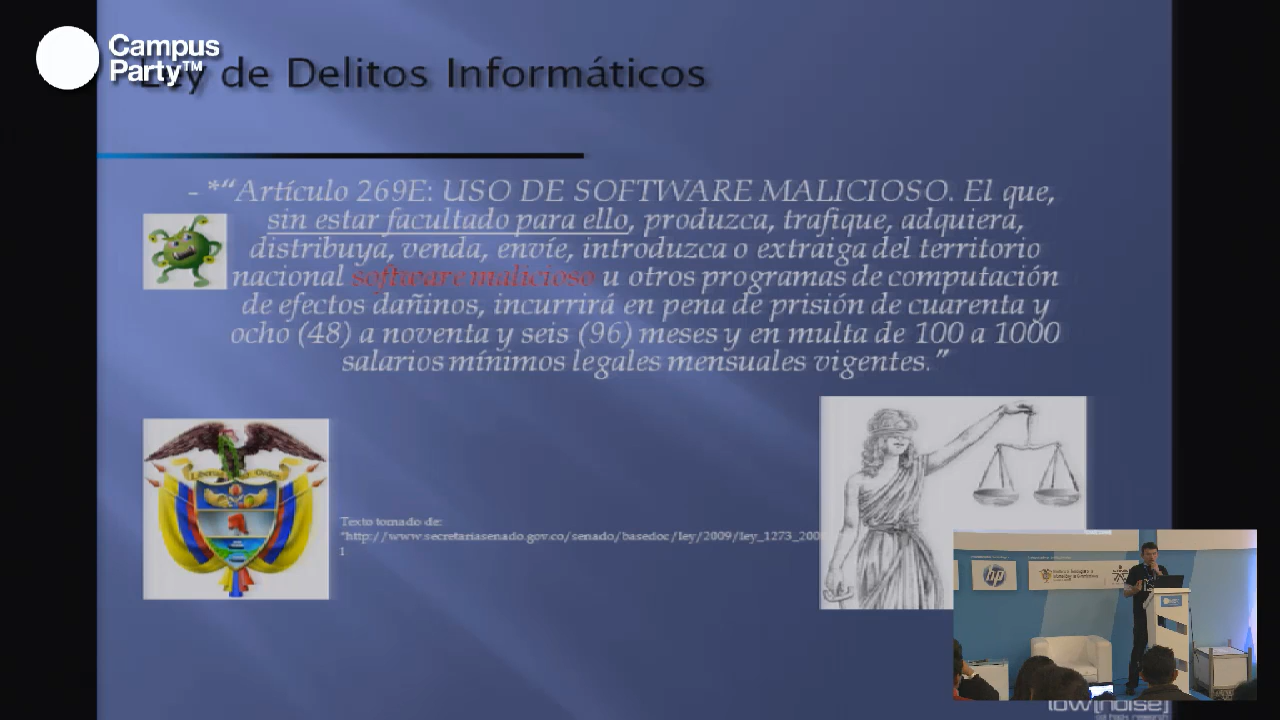 Campus
Party™
Ley de Delitos Informáticos
- *“Artículo 269E: USO DE SOFTWARE MALICIOSO. El que,
sin estar facultado para ello, produzca, trafique, adquiera,
distribuya, venda, envíe, introduzca o extraiga del territorio
nacional software malicioso u otros programas de computación
de efectos dañinos, incurrirá en pena de prisión de cuarenta y
ocho (48) a noventa y seis (96) meses y en multa de 100 a 1000
salarios mínimos legales mensuales vigentes.”
Texto tomado de:
"http://www.secretariasenado.gov.co/senado/basedoc/ley/2009/ley_1273_200
l
hp
low[noise]